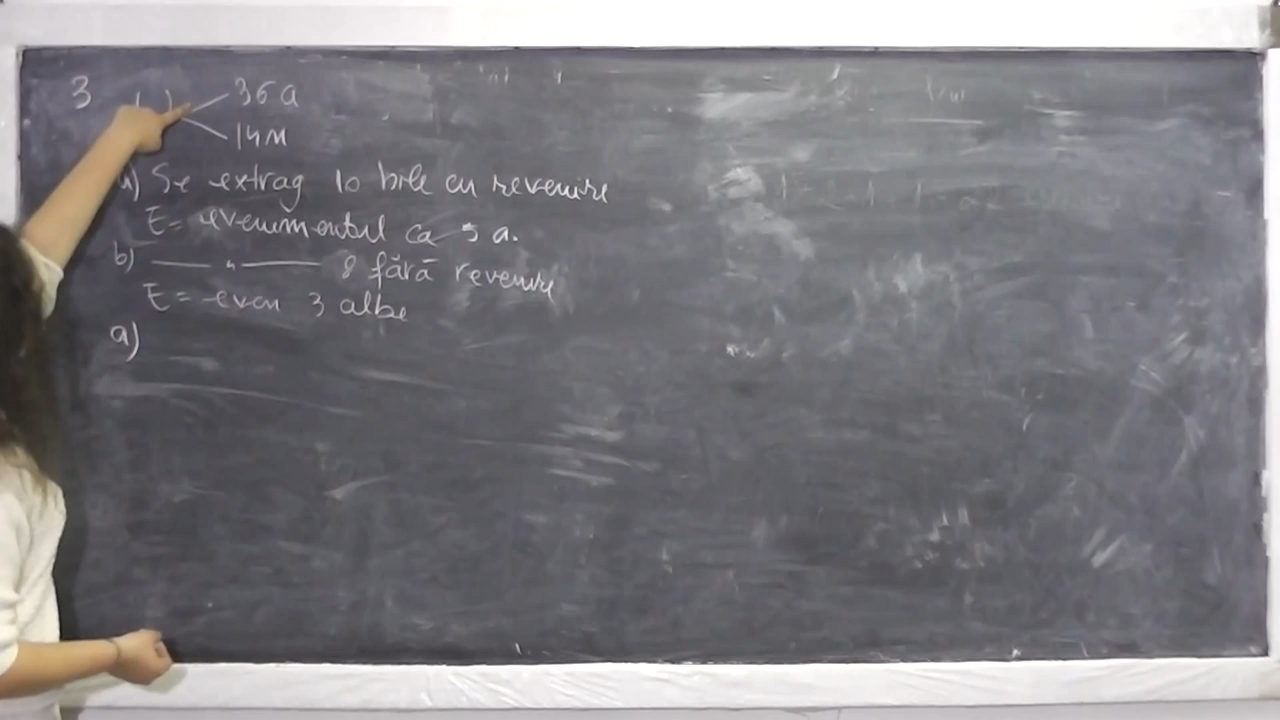 3
36 a
14 n
a) Se extrag 10 bile cu revenire
E = evenimentul ca 5 a.
b) — " — 8 fără revenire
E = even 3 albe
a)